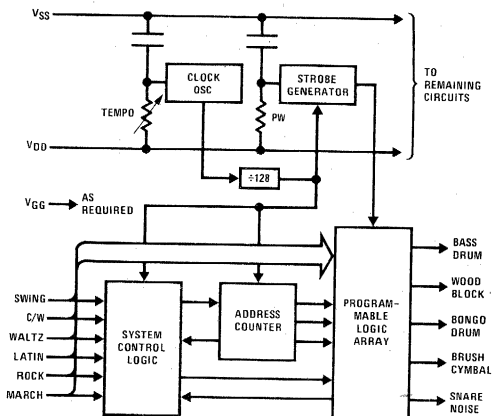 VSS
CLOCK
OSC
STROBE
GENERATOR
TO
REMAINING
CIRCUITS
TEMPO
PW
VDD
÷128
VGG
AS
REQUIRED
SWING
C/W
WALTZ
LATIN
ROCK
MARCH
SYSTEM
CONTROL
LOGIC
ADDRESS
COUNTER
PROGRAM-
MABLE
LOGIC
ARRAY
BASS
DRUM
WOOD
BLOCK
BONGO
DRUM
BRUSH
CYMBAL
SNARE
NOISE